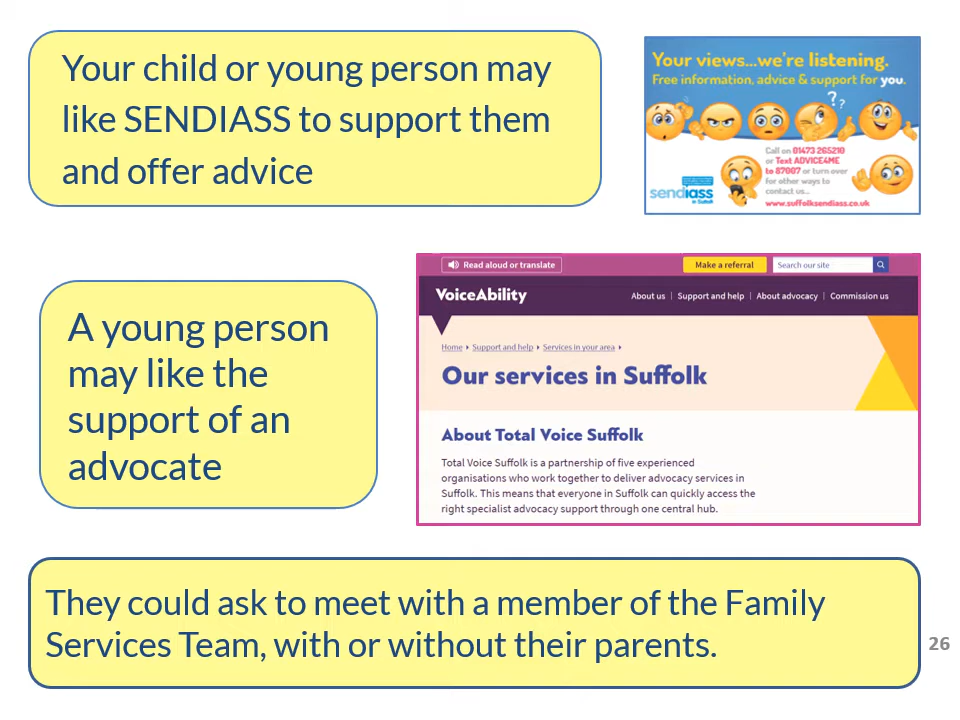 Your child or young person may
like SENDIASS to support them
and offer advice
Your views...we're listening.
Free information, advice & support for you.
? ?
Call on 01473 265210
or Text ADVICE4ME
to 87007 or turn over
for other ways to
contact us...
www.suffolksendiass.co.uk
sendiass
in Suffolk
A young person
may like the
support of an
advocate
Read aloud or translate
Make a referral
Search our site
VoiceAbility
About us | Support and help | About advocacy | Commission us
Home ▸ Support and help ▸ Services in your area ▸
Our services in Suffolk
About Total Voice Suffolk
Total Voice Suffolk is a partnership of five experienced
organisations who work together to deliver advocacy services in
Suffolk. This means that everyone in Suffolk can quickly access the
right specialist advocacy support through one central hub.
They could ask to meet with a member of the Family
Services Team, with or without their parents.
26